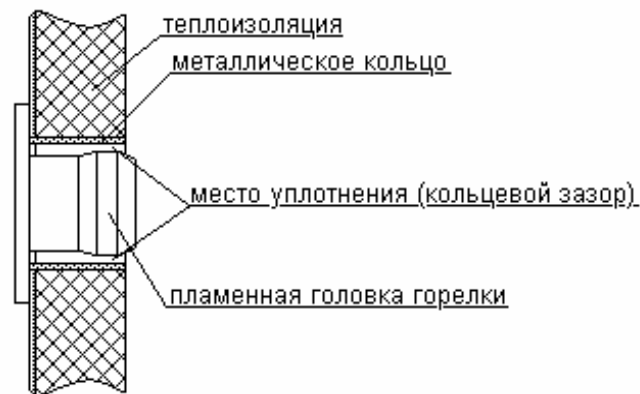 теплоизоляция
металлическое кольцо
место уплотнения (кольцевой зазор)
пламенная головка горелки